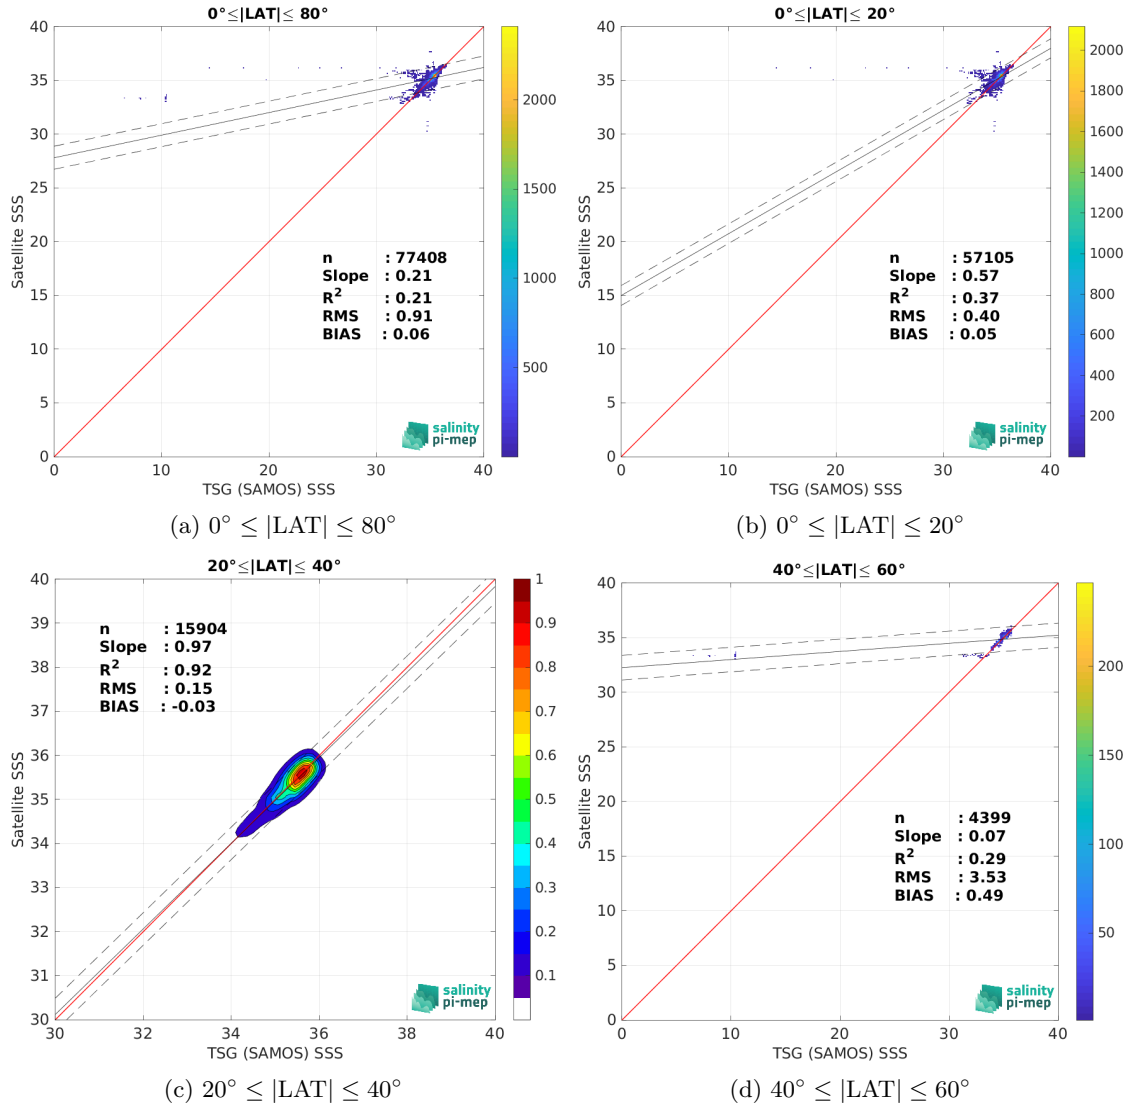 0°≤|LAT|≤ 80°
Satellite SSS
40
35
30
25
20
15
10
5
0
0 10 20 30 40
TSG (SAMOS) SSS
n : 77408
Slope : 0.21
R² : 0.21
RMS : 0.91
BIAS : 0.06
salinity
pi-mep
2000
1500
1000
500
(a) 0° ≤ |LAT| ≤ 80°
0°≤|LAT|≤ 20°
Satellite SSS
40
35
30
25
20
15
10
5
0
0 10 20 30 40
TSG (SAMOS) SSS
n : 57105
Slope : 0.57
R² : 0.37
RMS : 0.40
BIAS : 0.05
salinity
pi-mep
2000
1800
1600
1400
1200
1000
800
600
400
200
(b) 0° ≤ |LAT| ≤ 20°
20°≤|LAT|≤ 40°
Satellite SSS
40
39
38
37
36
35
34
33
32
31
30
30 32 34 36 38 40
TSG (SAMOS) SSS
n : 15904
Slope : 0.97
R² : 0.92
RMS : 0.15
BIAS : -0.03
salinity
pi-mep
1
0.9
0.8
0.7
0.6
0.5
0.4
0.3
0.2
0.1
(c) 20° ≤ |LAT| ≤ 40°
40°≤|LAT|≤ 60°
Satellite SSS
40
35
30
25
20
15
10
5
0
0 10 20 30 40
TSG (SAMOS) SSS
n : 4399
Slope : 0.07
R² : 0.29
RMS : 3.53
BIAS : 0.49
salinity
pi-mep
200
150
100
50
(d) 40° ≤ |LAT| ≤ 60°